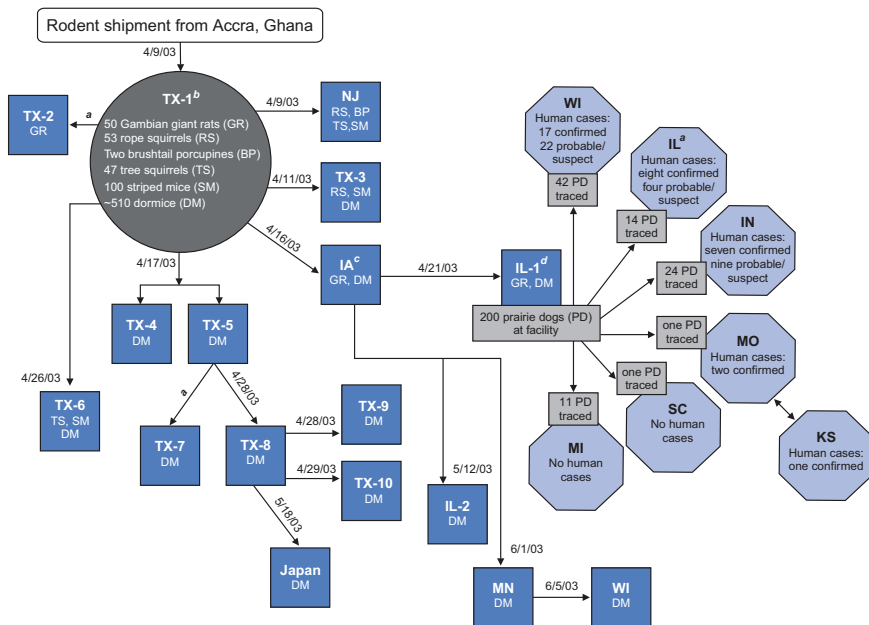 Rodent shipment from Accra, Ghana
4/9/03
TX-1b
50 Gambian giant rats (GR)
53 rope squirrels (RS)
Two brushtail porcupines (BP)
47 tree squirrels (TS)
100 striped mice (SM)
~510 dormice (DM)
a
TX-2
GR
4/9/03
NJ
RS, BP
TS,SM
4/11/03
TX-3
RS, SM
DM
4/16/03
IAc
GR, DM
4/21/03
IL-1d
GR, DM
200 prairie dogs (PD)
at facility
WI
Human cases:
17 confirmed
22 probable/
suspect
42 PD
traced
ILa
Human cases:
eight confirmed
four probable/
suspect
14 PD
traced
IN
Human cases:
seven confirmed
nine probable/
suspect
24 PD
traced
one PD
traced
MO
Human cases:
two confirmed
KS
Human cases:
one confirmed
one PD
traced
SC
No human
cases
11 PD
traced
MI
No human
cases
4/17/03
TX-4
DM
TX-5
DM
4/26/03
TX-6
TS, SM
DM
a
TX-7
DM
4/28/03
TX-8
DM
4/28/03
TX-9
DM
4/29/03
TX-10
DM
5/18/03
Japan
DM
5/12/03
IL-2
DM
6/1/03
MN
DM
6/5/03
WI
DM